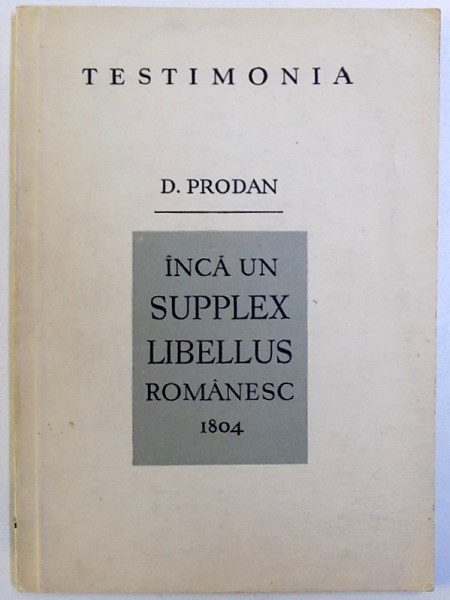 TESTIMONIA
D. PRODAN
ÎNCĂ UN
SUPPLEX
LIBELLUS
ROMÂNESC
1804